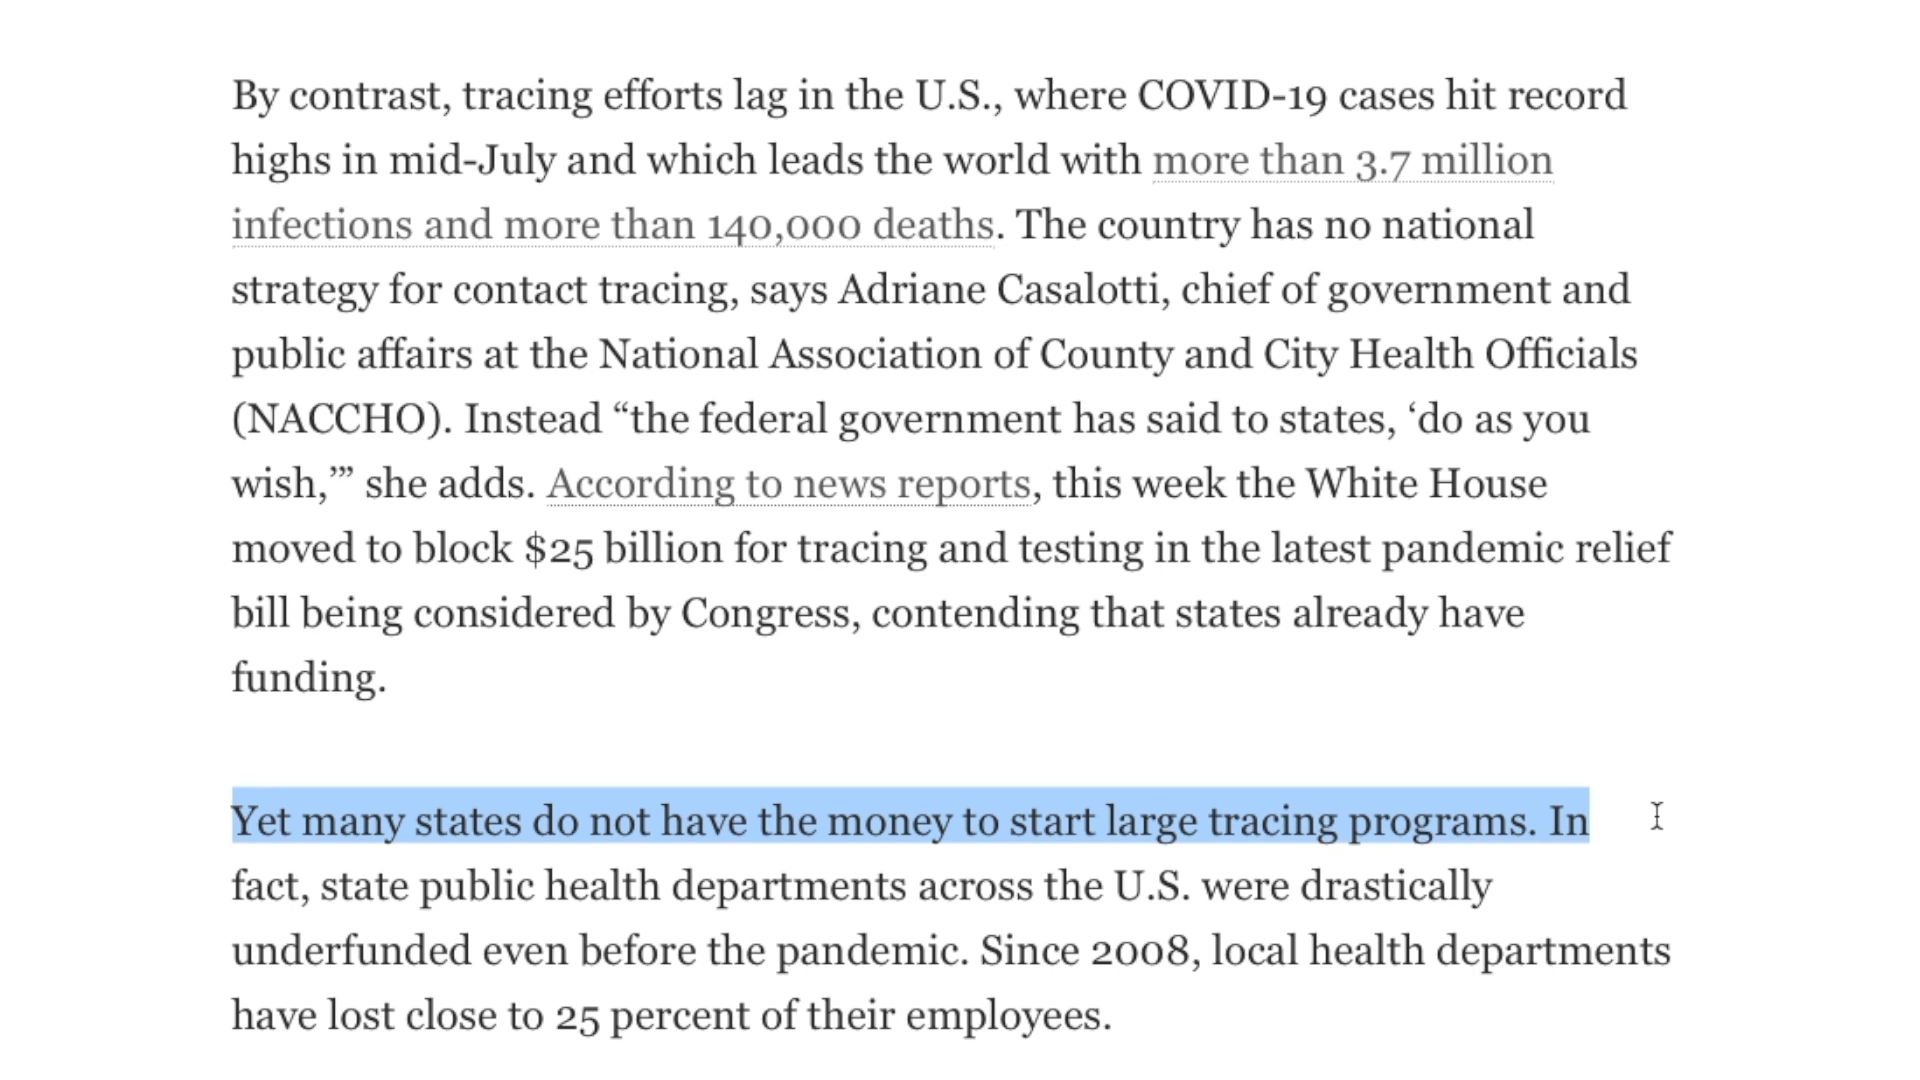 By contrast, tracing efforts lag in the U.S., where COVID-19 cases hit record
highs in mid-July and which leads the world with more than 3.7 million
infections and more than 140,000 deaths. The country has no national
strategy for contact tracing, says Adriane Casalotti, chief of government and
public affairs at the National Association of County and City Health Officials
(NACCHO). Instead “the federal government has said to states, ‘do as you
wish,’” she adds. According to news reports, this week the White House
moved to block $25 billion for tracing and testing in the latest pandemic relief
bill being considered by Congress, contending that states already have
funding.
Yet many states do not have the money to start large tracing programs. In
fact, state public health departments across the U.S. were drastically
underfunded even before the pandemic. Since 2008, local health departments
have lost close to 25 percent of their employees.